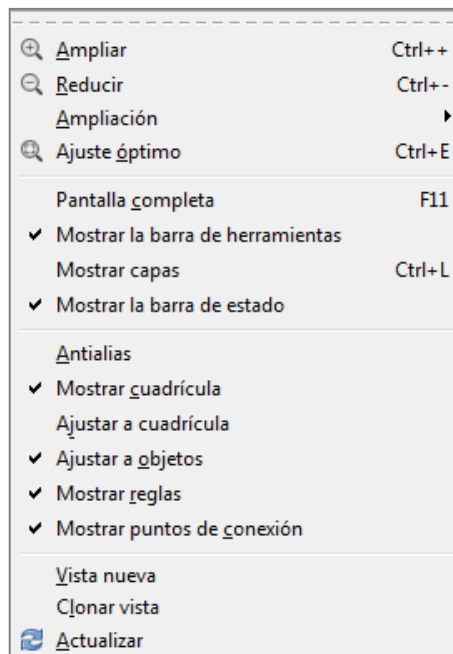 Ampliar Ctrl++
Reducir Ctrl+-
Ampliación
Ajuste óptimo Ctrl+E
Pantalla completa F11
Mostrar la barra de herramientas
Mostrar capas Ctrl+L
Mostrar la barra de estado
Antialias
Mostrar cuadrícula
Ajustar a cuadrícula
Ajustar a objetos
Mostrar reglas
Mostrar puntos de conexión
Vista nueva
Clonar vista
Actualizar